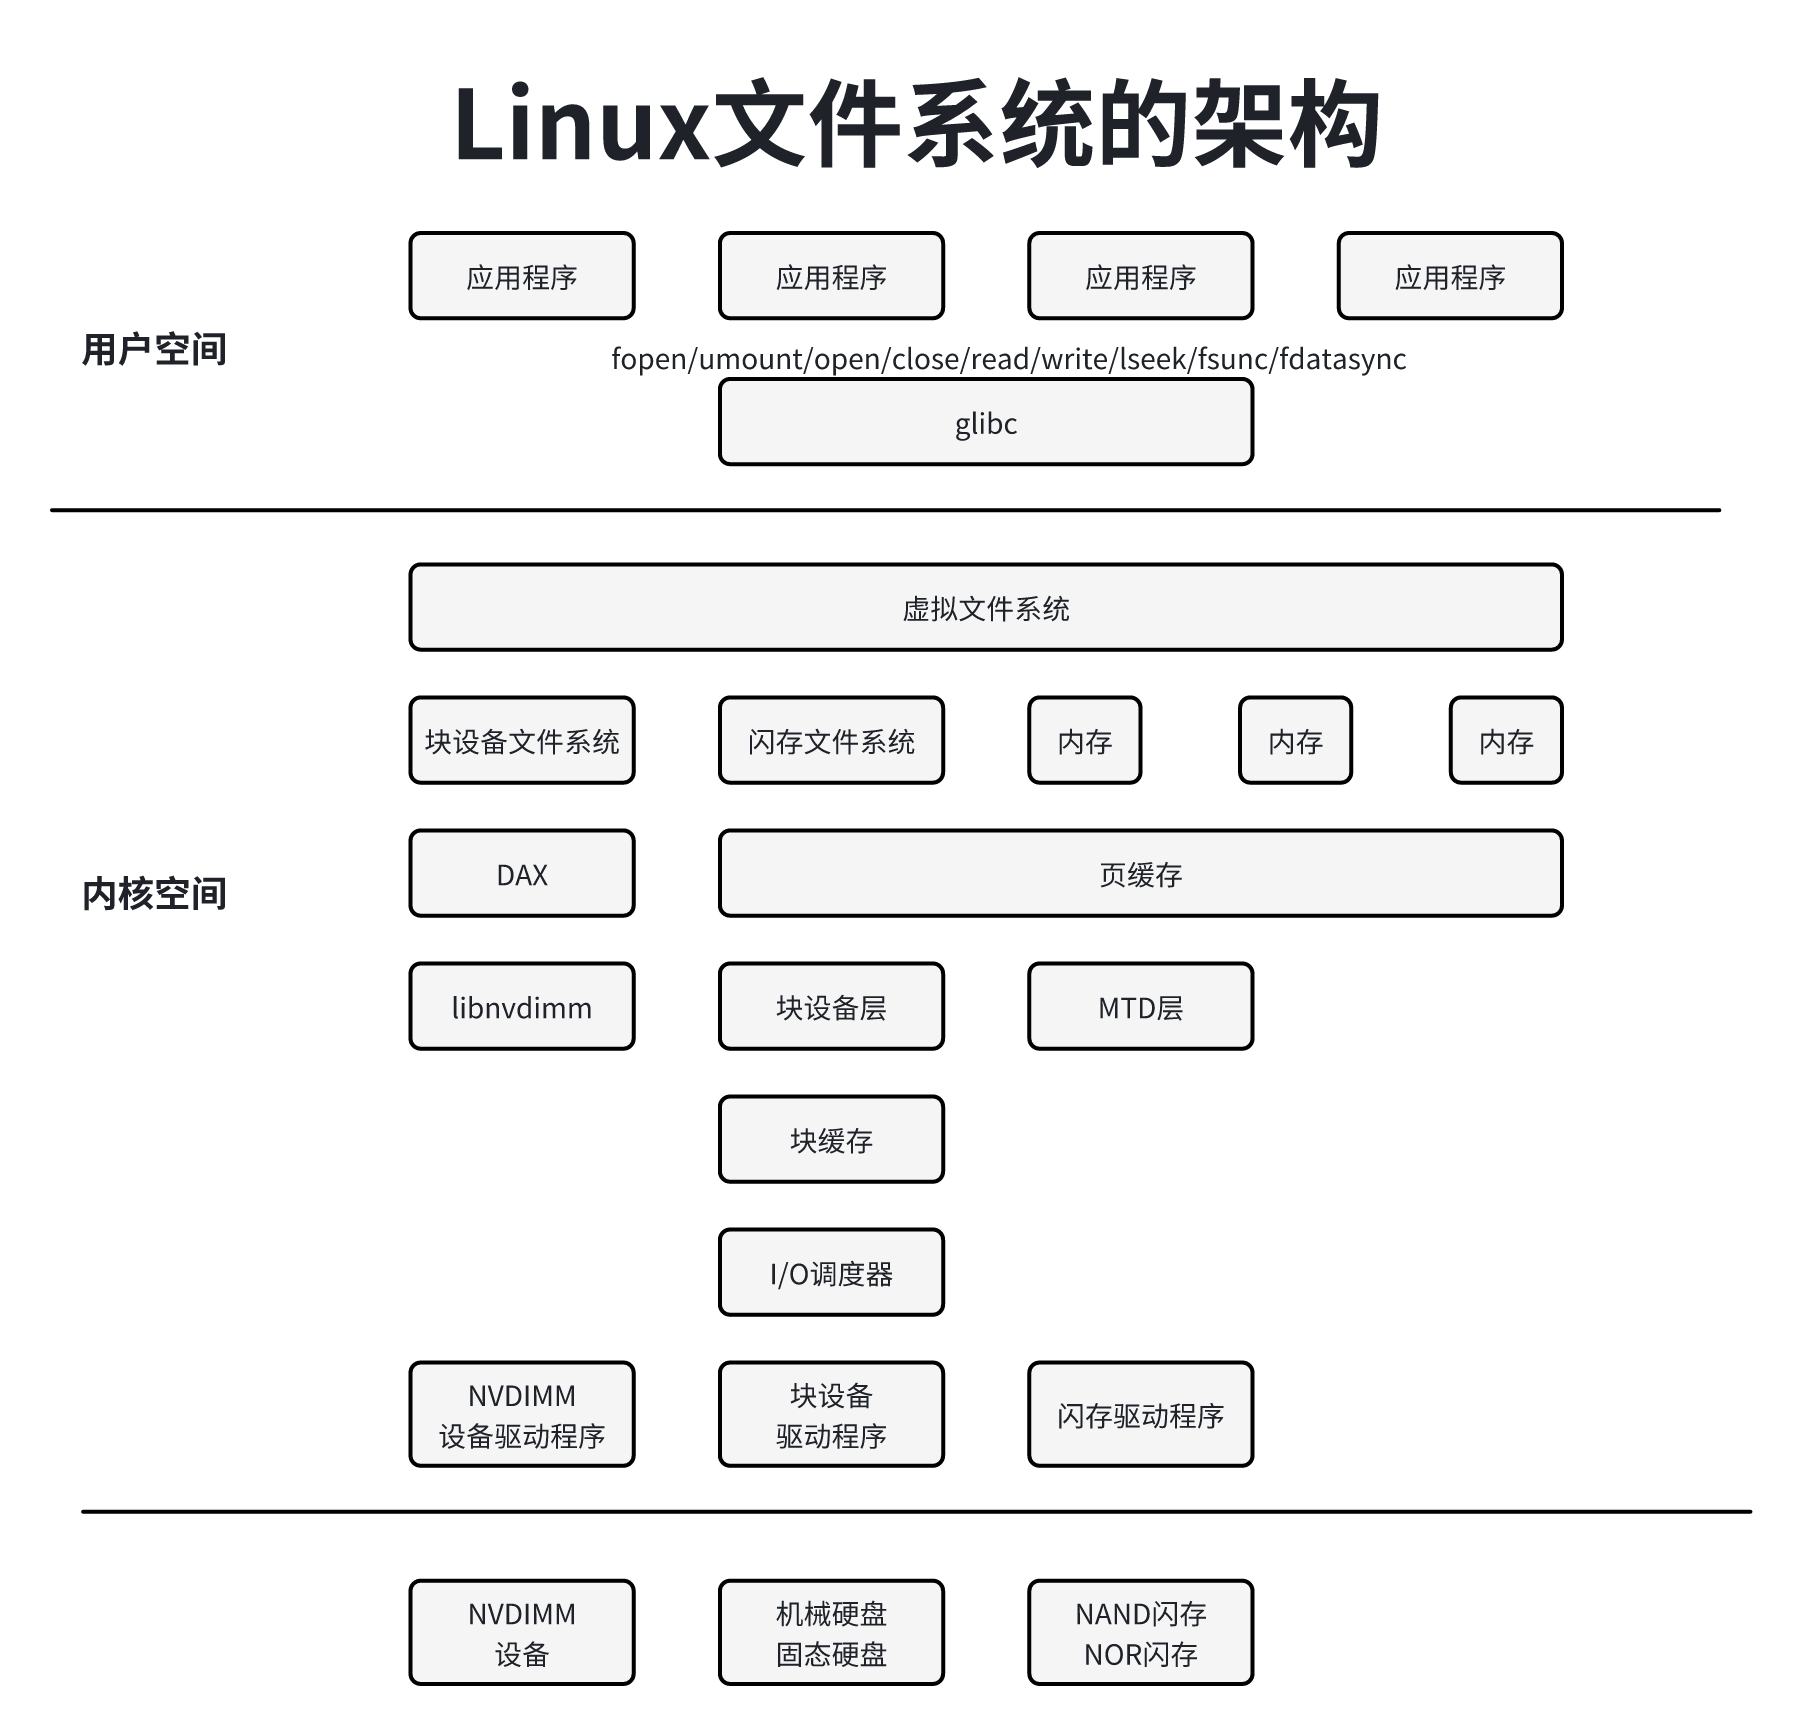 Linux文件系统的架构
应用程序
应用程序
应用程序
应用程序
用户空间
fopen/umount/open/close/read/write/lseek/fsunc/fdatasync
glibc
虚拟文件系统
块设备文件系统
闪存文件系统
内存
内存
内存
DAX
页缓存
内核空间
libnvdimm
块设备层
MTD层
块缓存
I/O调度器
NVDIMM
设备驱动程序
块设备
驱动程序
闪存驱动程序
NVDIMM
设备
机械硬盘
固态硬盘
NAND闪存
NOR闪存